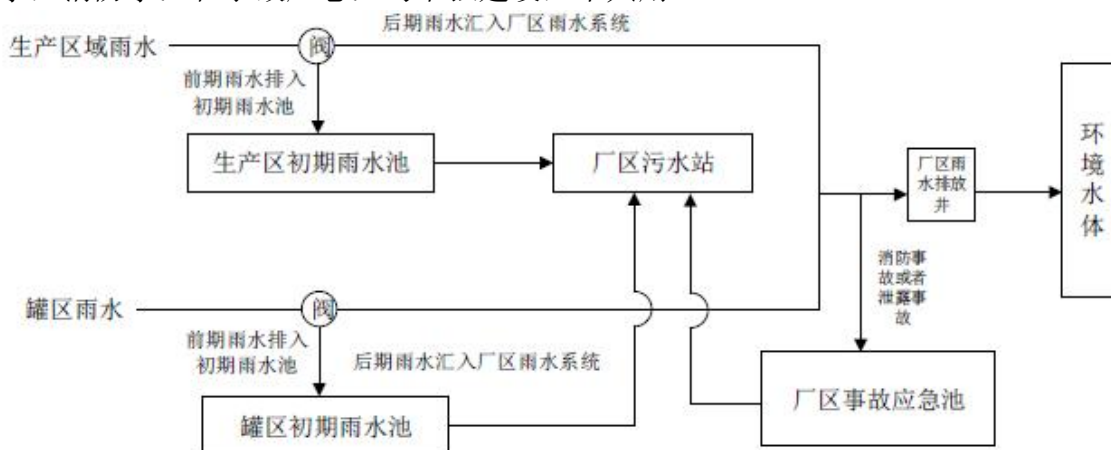 后期雨水汇入厂区雨水系统
生产区域雨水
阀
前期雨水排入
初期雨水池
生产区初期雨水池
厂区污水站
厂区雨
水排放
井
环
境
水
体
消防事
故或者
泄露事
故
罐区雨水
阀
前期雨水排入
初期雨水池
后期雨水汇入厂区雨水系统
厂区事故应急池
罐区初期雨水池